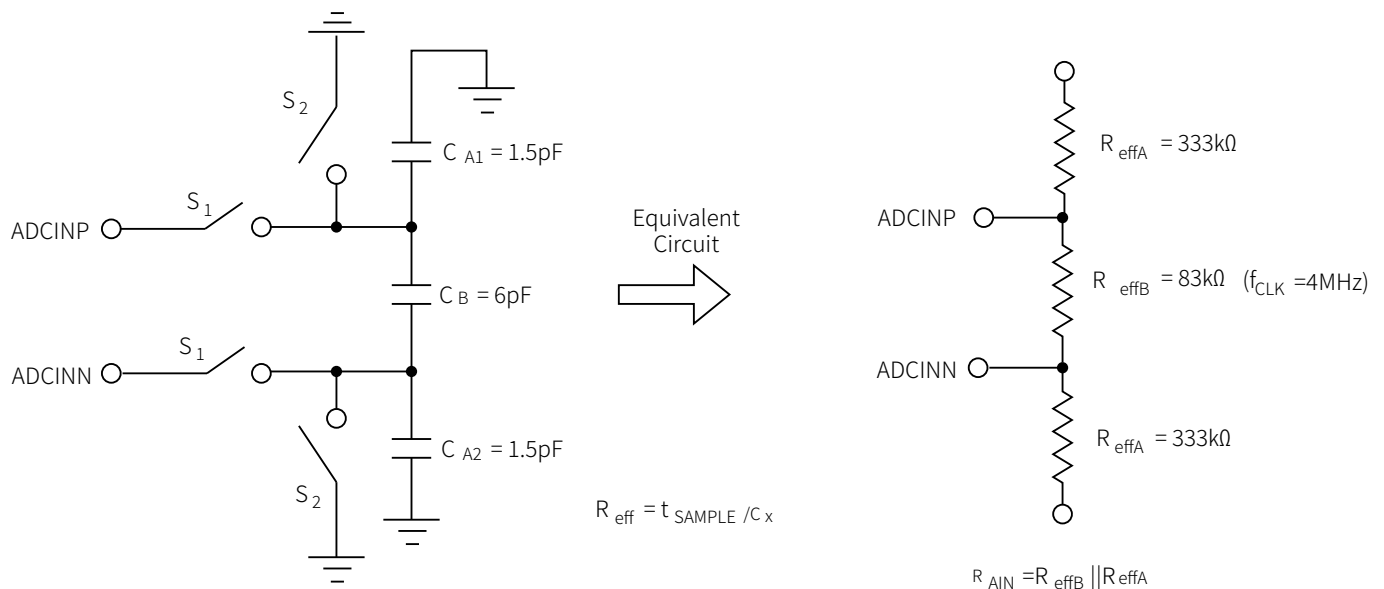 S 2
C A1 = 1.5pF
ADCINP
S 1
C B = 6pF
ADCINN
S 1
C A2 = 1.5pF
S 2
Equivalent
Circuit
R eff = t SAMPLE /C x
R effA = 333kΩ
ADCINP
R effB = 83kΩ (fCLK =4MHz)
ADCINN
R effA = 333kΩ
R AIN =R effB ||R effA